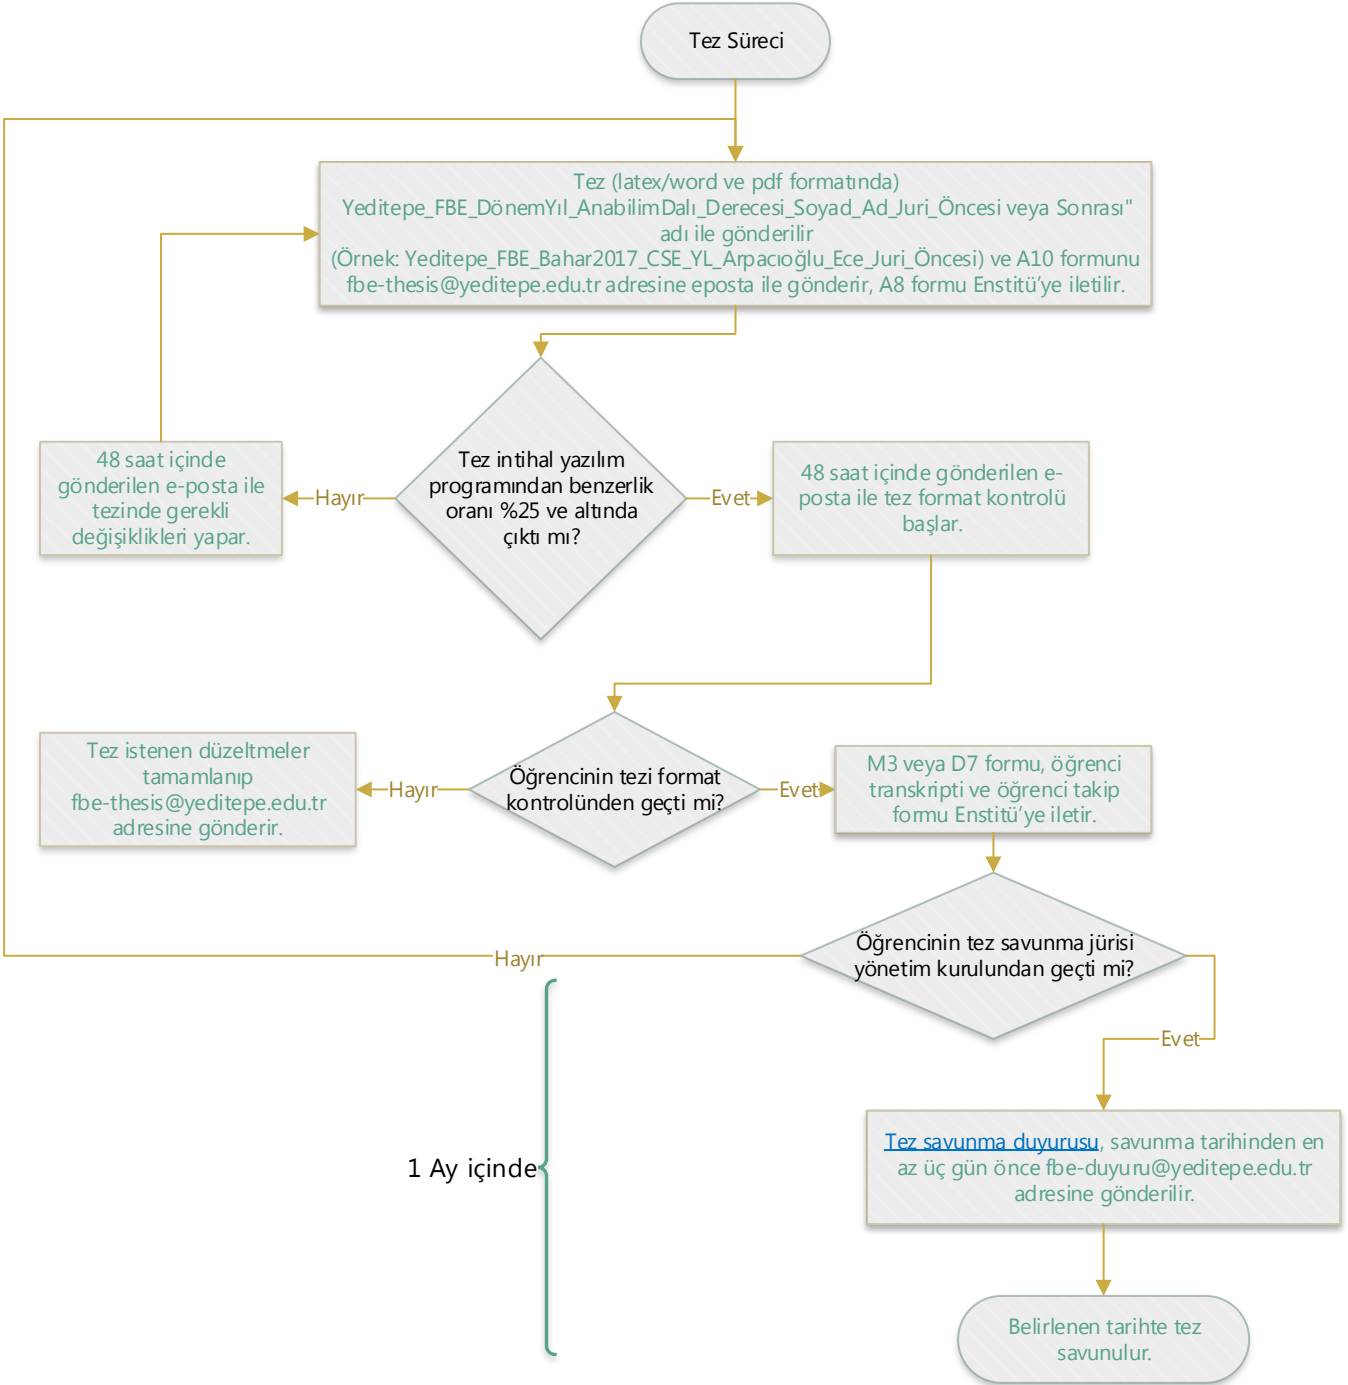 Tez Süreci
Tez (latex/word ve pdf formatında)
Yeditepe_FBE_DönemYıl_AnabilimDalı_Derecesi_Soyad_Ad_Juri_Öncesi veya Sonrası"
adı ile gönderilir
(Örnek: Yeditepe_FBE_Bahar2017_CSE_YL_Arpacıoğlu_Ece_Juri_Öncesi) ve A10 formunu
fbe-thesis@yeditepe.edu.tr adresine eposta ile gönderir, A8 formu Enstitü’ye iletilir.
48 saat içinde
gönderilen e-posta ile
tezinde gerekli
değişiklikleri yapar.
Hayır
Tez intihal yazılım
programından benzerlik
oranı %25 ve altında
çıktı mı?
Evet
48 saat içinde gönderilen e-
posta ile tez format kontrolü
başlar.
Tez istenen düzeltmeler
tamamlanıp
fbe-thesis@yeditepe.edu.tr
adresine gönderir.
Hayır
Öğrencinin tezi format
kontrolünden geçti mi?
Evet
M3 veya D7 formu, öğrenci
transkripti ve öğrenci takip
formu Enstitü’ye iletir.
Hayır
Öğrencinin tez savunma jürisi
yönetim kurulundan geçti mi?
Evet
1 Ay içinde
Tez savunma duyurusu, savunma tarihinden en
az üç gün önce fbe-duyuru@yeditepe.edu.tr
adresine gönderilir.
Belirlenen tarihte tez
savunulur.